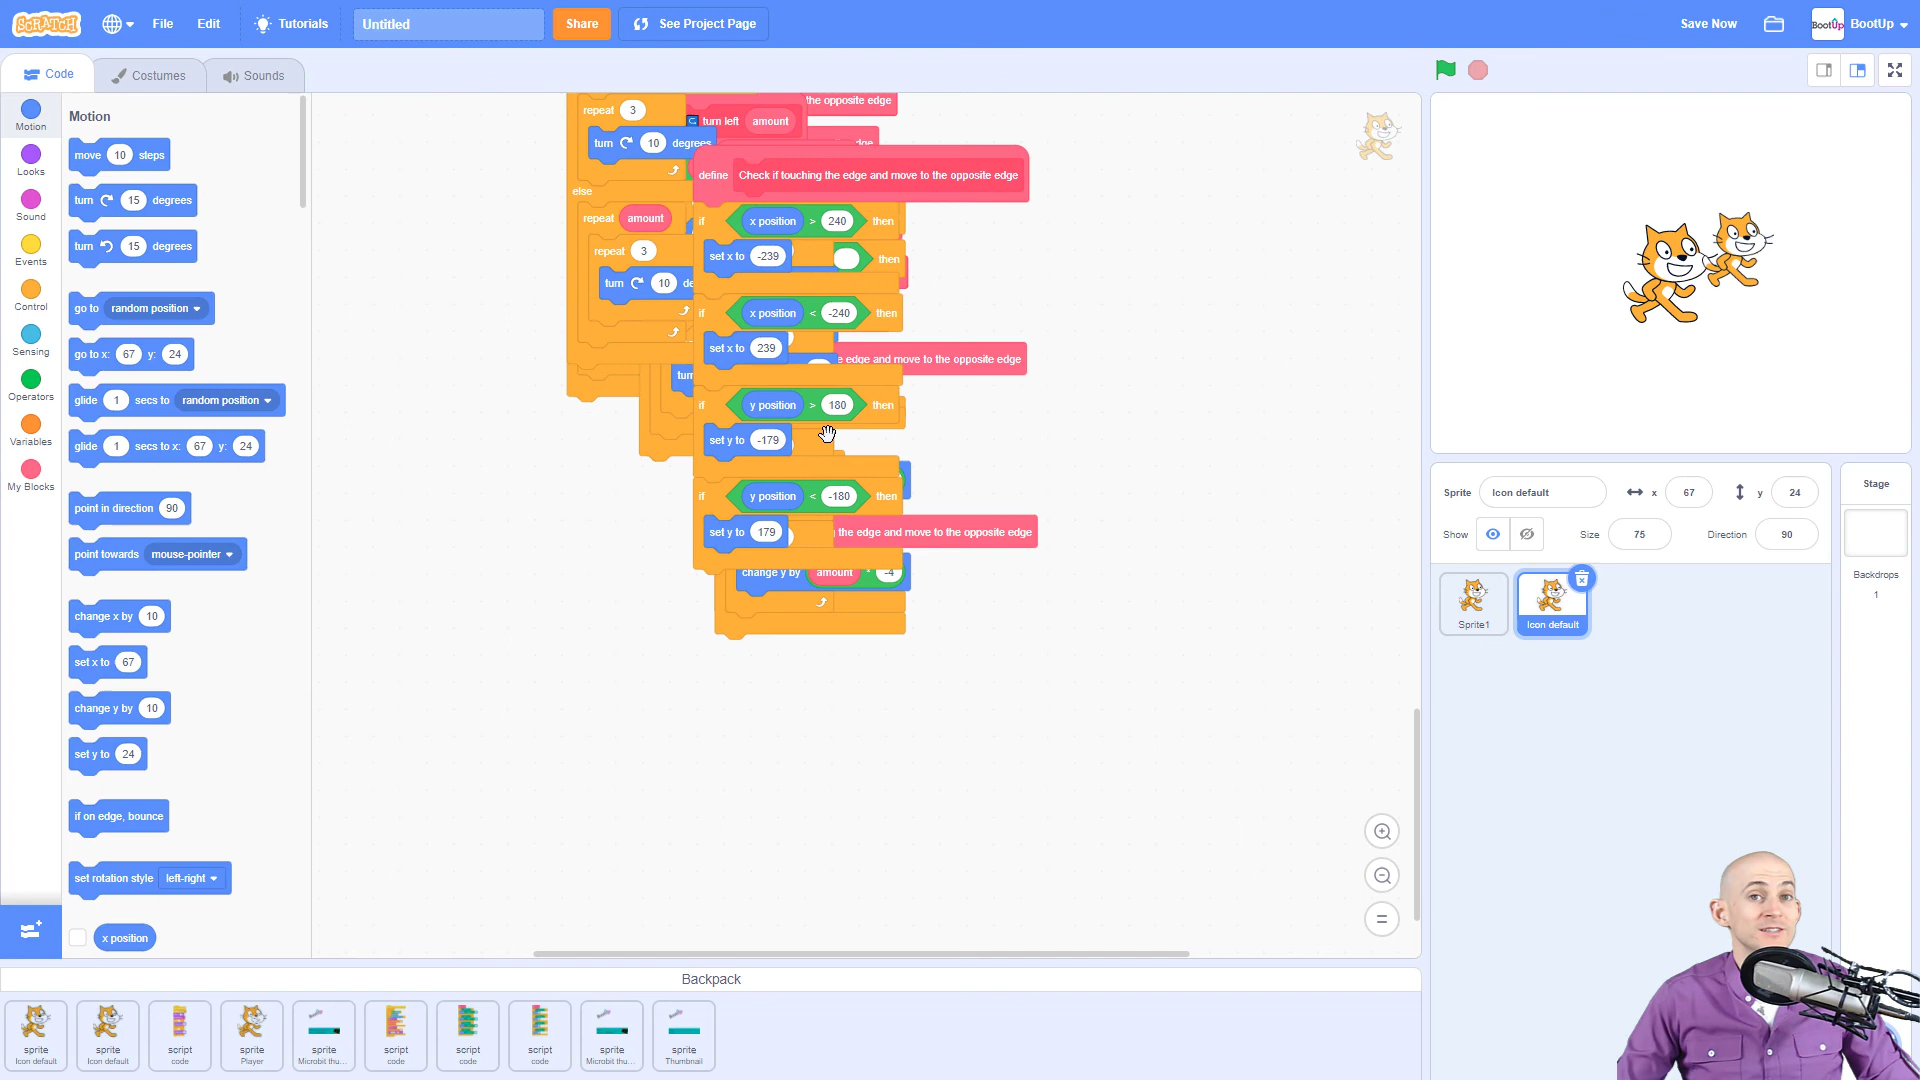 SCRATCH
File
Edit
Tutorials
Untitled
Share
See Project Page
Save Now
BootUp
BootUp
Code
Costumes
Sounds
Motion
Looks
Sound
Events
Control
Sensing
Operators
Variables
My Blocks
Motion
move 10 steps
turn 15 degrees
turn 15 degrees
go to random position
go to x: 67 y: 24
glide 1 secs to random position
glide 1 secs to x: 67 y: 24
point in direction 90
point towards mouse-pointer
change x by 10
set x to 67
change y by 10
set y to 24
if on edge, bounce
set rotation style left-right
x position
repeat 3
the opposite edge
turn left amount
turn 10 degrees
else
repeat amount
repeat 3
turn 10 de
define Check if touching the edge and move to the opposite edge
if x position > 240 then
set x to -239
then
if x position < -240 then
set x to 239
e edge and move to the opposite edge
if y position > 180 then
set y to -179
if y position < -180 then
set y to 179
the edge and move to the opposite edge
change y by amount * -4
Sprite Icon default x 67 y 24
Show Size 75 Direction 90
Sprite1
Icon default
Stage
Backdrops
1
Backpack
sprite
Icon default
sprite
Icon default
script
code
sprite
Player
sprite
Microbit thu...
script
code
script
code
script
code
sprite
Microbit thu...
sprite
Thumbnail